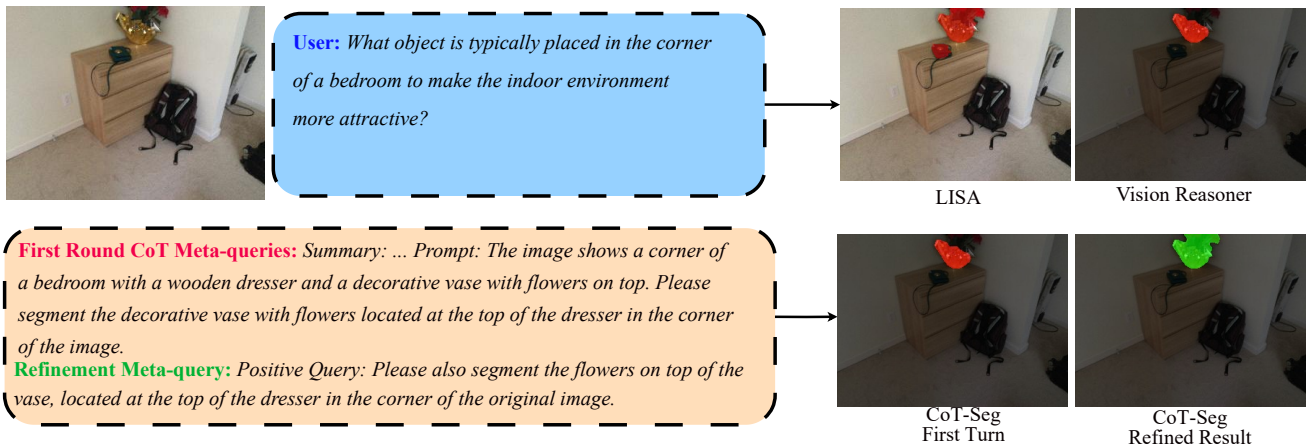 User: What object is typically placed in the corner
of a bedroom to make the indoor environment
more attractive?
LISA
Vision Reasoner
First Round CoT Meta-queries: Summary: ... Prompt: The image shows a corner of
a bedroom with a wooden dresser and a decorative vase with flowers on top. Please
segment the decorative vase with flowers located at the top of the dresser in the corner
of the image.
Refinement Meta-query: Positive Query: Please also segment the flowers on top of the
vase, located at the top of the dresser in the corner of the original image.
CoT-Seg
First Turn
CoT-Seg
Refined Result